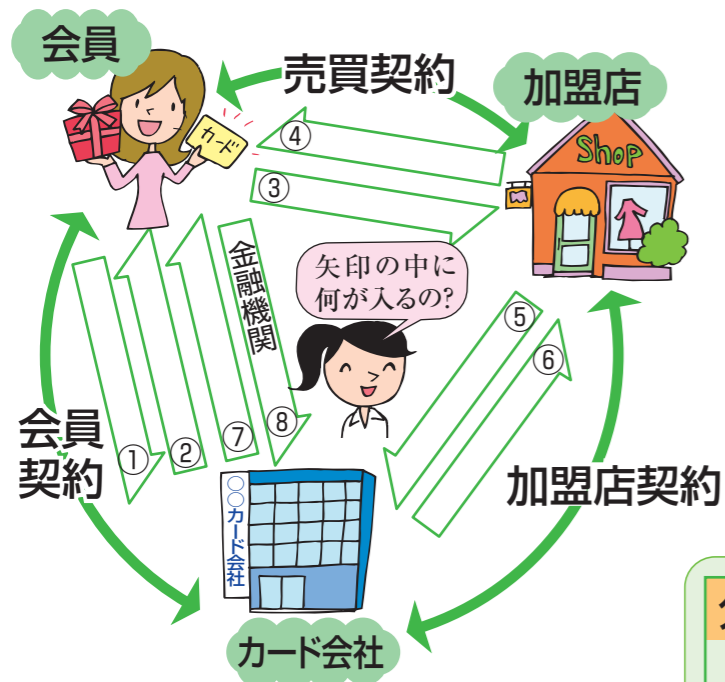 会員
売買契約
加盟店
カード
Shop
④
③
金融機関
矢印の中に
何が入るの?
⑤
⑥
会員
契約
①
②
⑦
⑧
○○カード会社
加盟店契約
カード会社